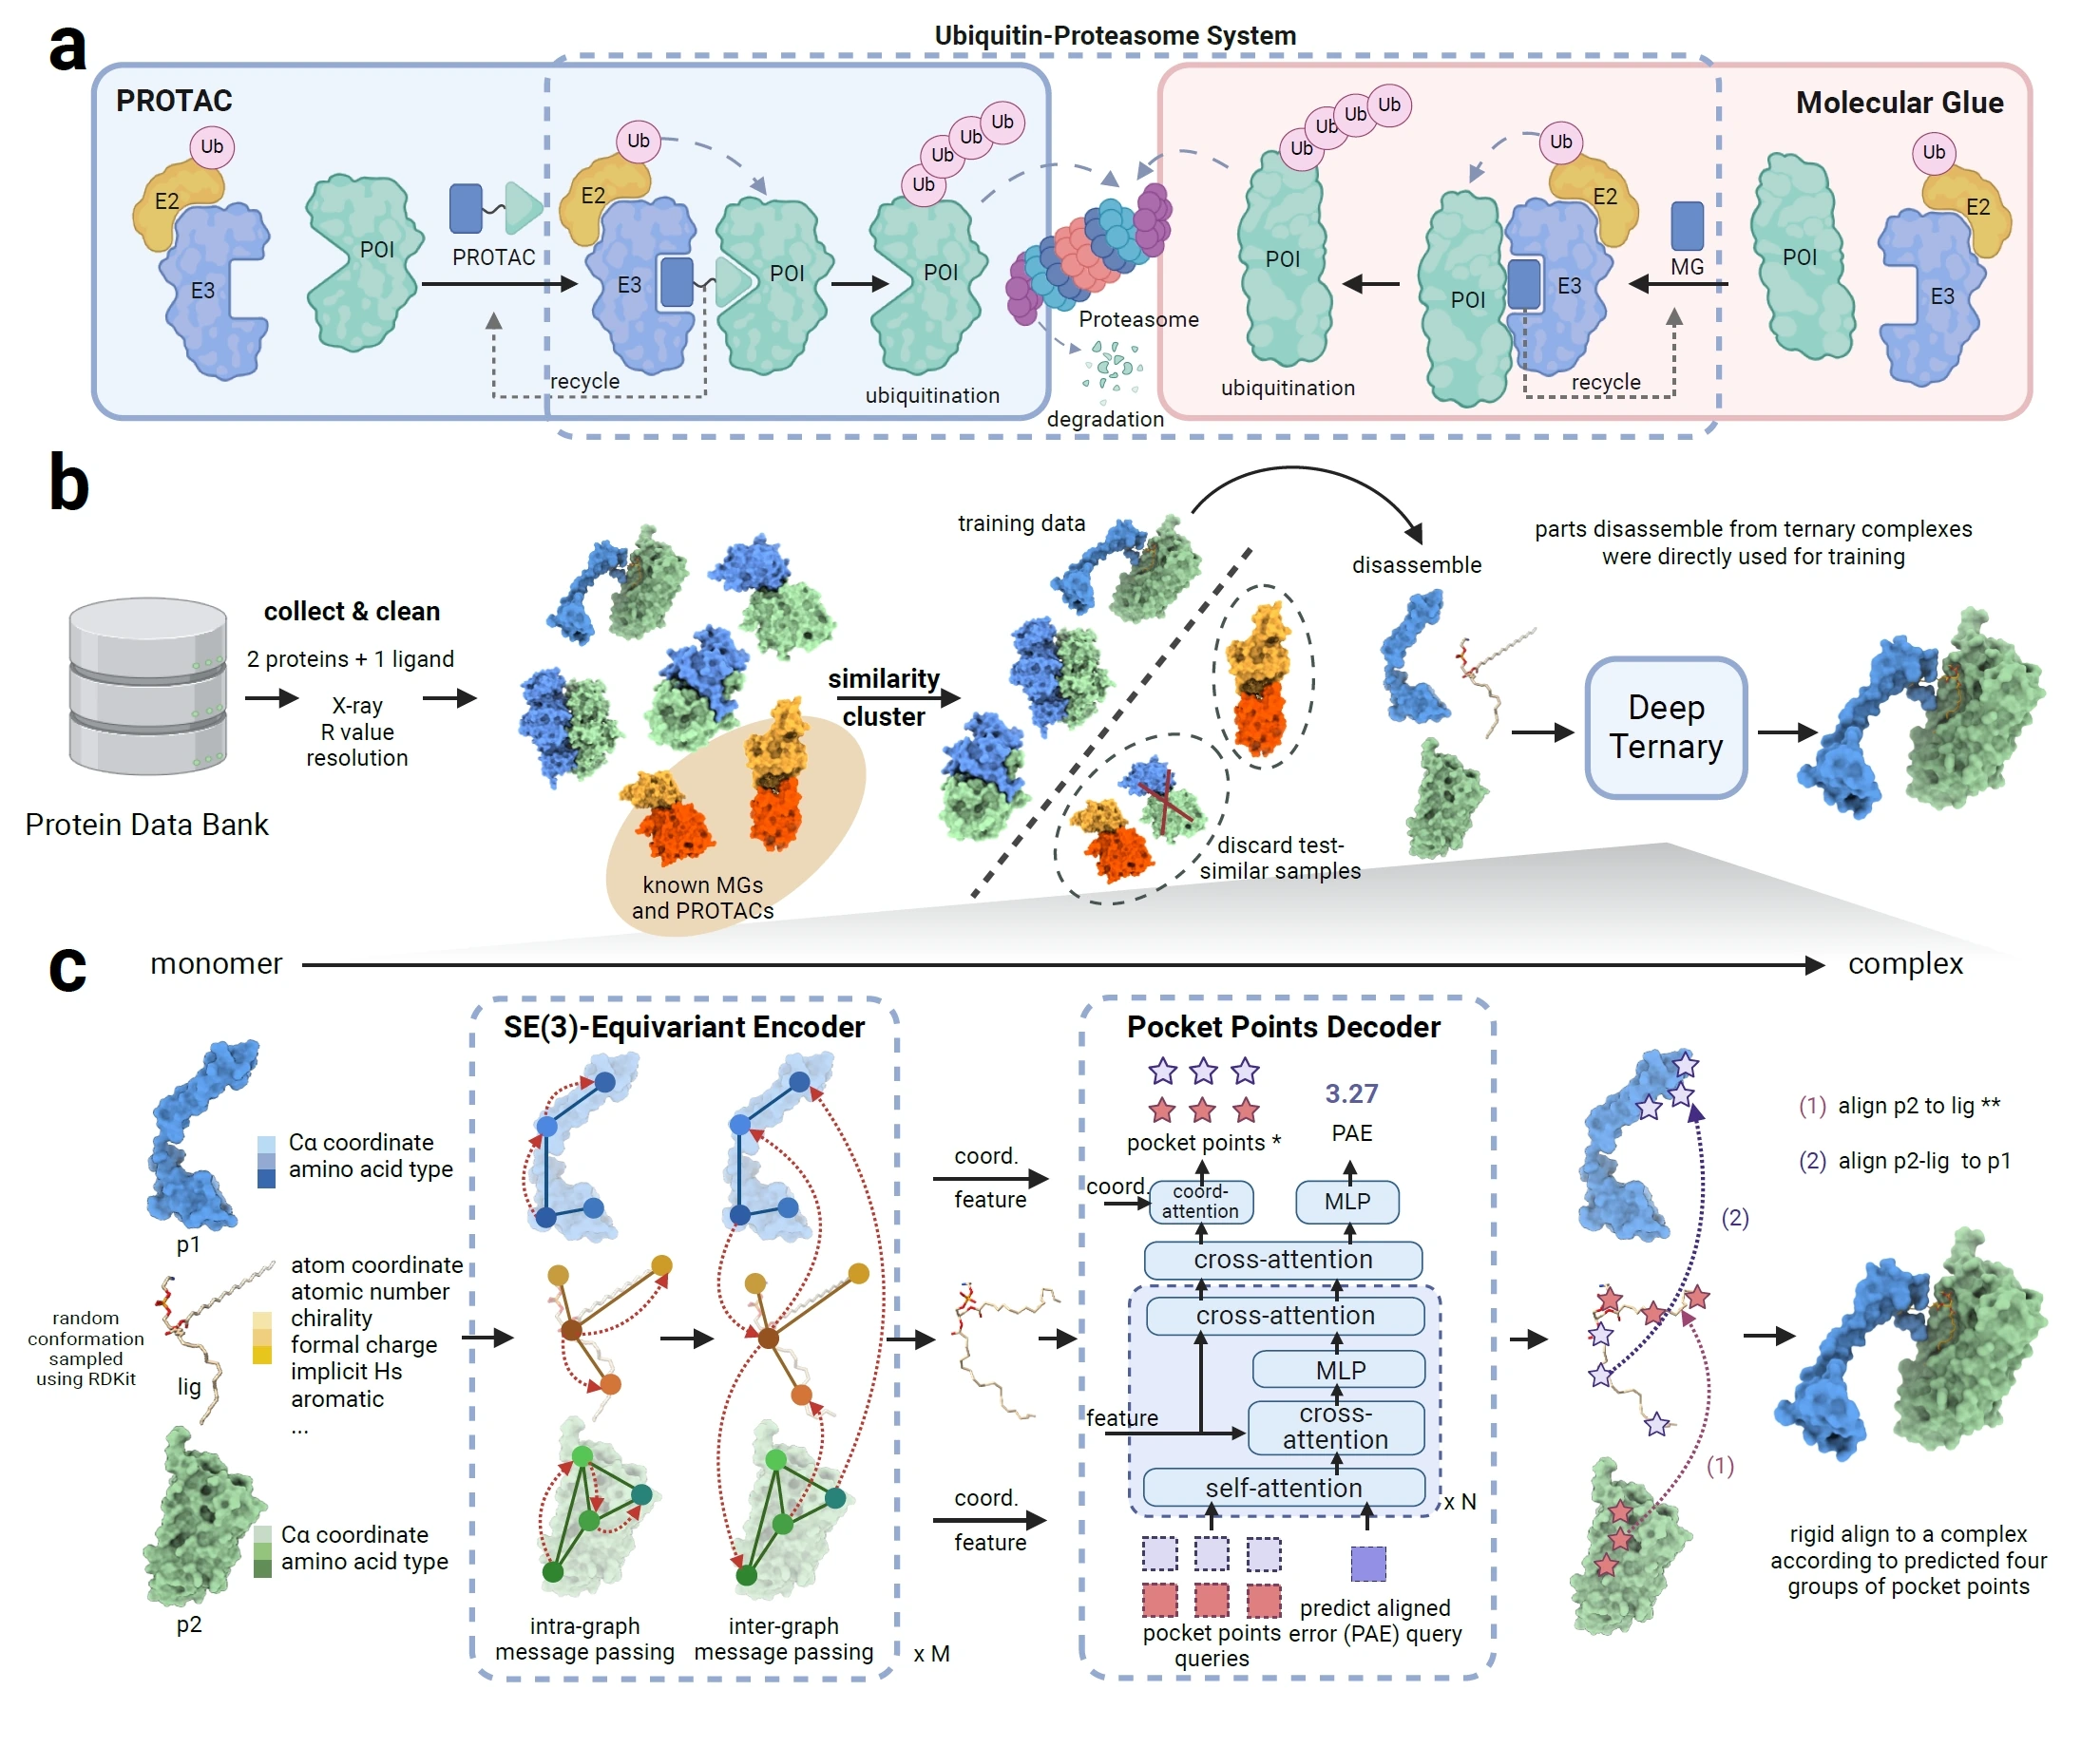 a
Ubiquitin-Proteasome System
PROTAC
Molecular Glue
Ub
E2
E3
POI
PROTAC
Ub
E2
E3
POI
recycle
Ub
Ub
Ub
Ub
POI
ubiquitination
Proteasome
degradation
Ub
Ub
Ub
Ub
POI
ubiquitination
Ub
E2
POI
E3
recycle
MG
POI
Ub
E2
E3
b
Protein Data Bank
collect & clean
2 proteins + 1 ligand
X-ray
R value
resolution
known MGs
and PROTACs
similarity
cluster
training data
discard test-
similar samples
disassemble
parts disassemble from ternary complexes
were directly used for training
Deep
Ternary
c
monomer
complex
p1
Cα coordinate
amino acid type
random
conformation
sampled
using RDKit
lig
atom coordinate
atomic number
chirality
formal charge
implicit Hs
aromatic
...
p2
Cα coordinate
amino acid type
SE(3)-Equivariant Encoder
intra-graph
message passing
inter-graph
message passing
x M
coord.
feature
coord.
feature
Pocket Points Decoder
3.27
pocket points *
PAE
coord.
coord-
attention
MLP
cross-attention
cross-attention
MLP
feature
cross-
attention
self-attention
x N
pocket points
queries
predict aligned
error (PAE) query
(1) align p2 to lig **
(2) align p2-lig to p1
(2)
(1)
rigid align to a complex
according to predicted four
groups of pocket points